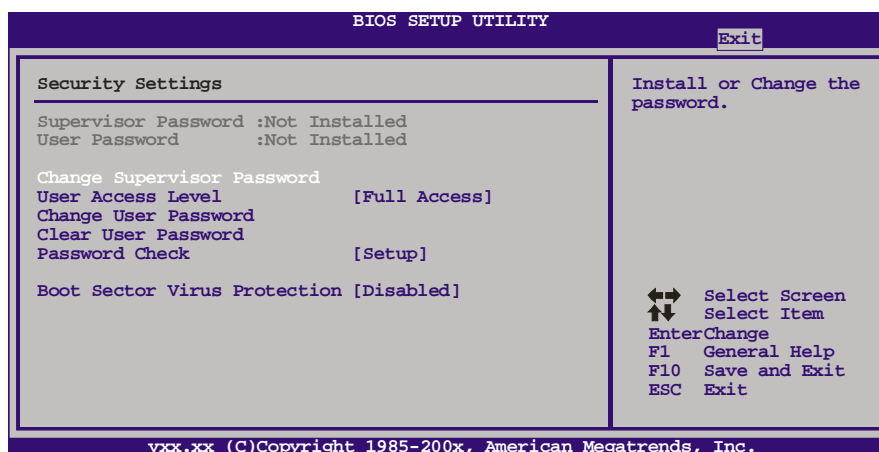 BIOS SETUP UTILITY
Exit
Security Settings
Supervisor Password :Not Installed
User Password :Not Installed
Change Supervisor Password
User Access Level [Full Access]
Change User Password
Clear User Password
Password Check [Setup]
Boot Sector Virus Protection [Disabled]
Install or Change the
password.
Select Screen
Select Item
EnterChange
F1 General Help
F10 Save and Exit
ESC Exit
vxx.xx (C)Copyright 1985-200x, American Megatrends, Inc.